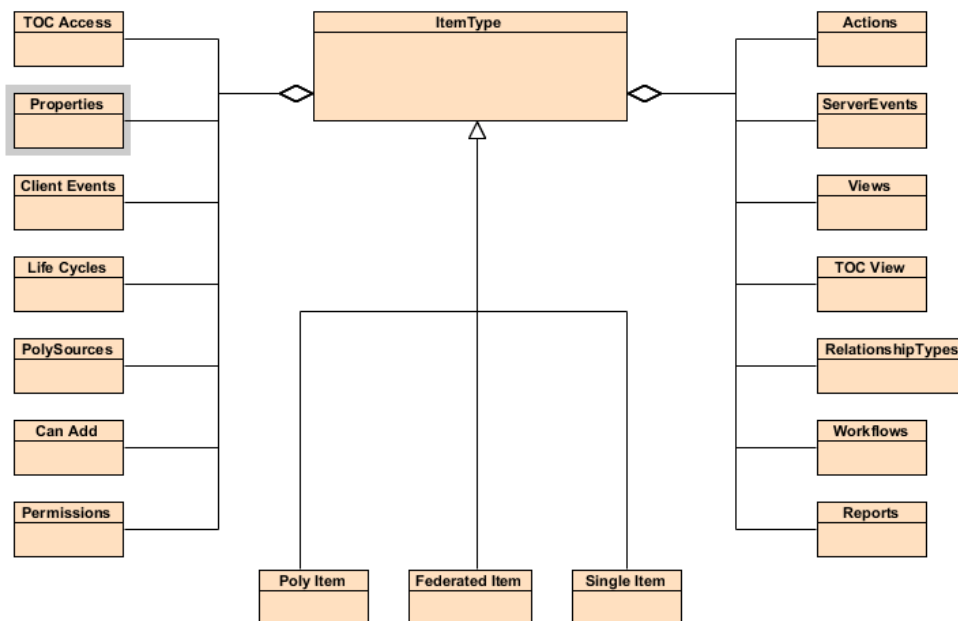 TOC Access
ItemType
Actions
Properties
ServerEvents
Client Events
Views
Life Cycles
TOC View
PolySources
RelationshipTypes
Can Add
Workflows
Permissions
Reports
Poly Item
Federated Item
Single Item